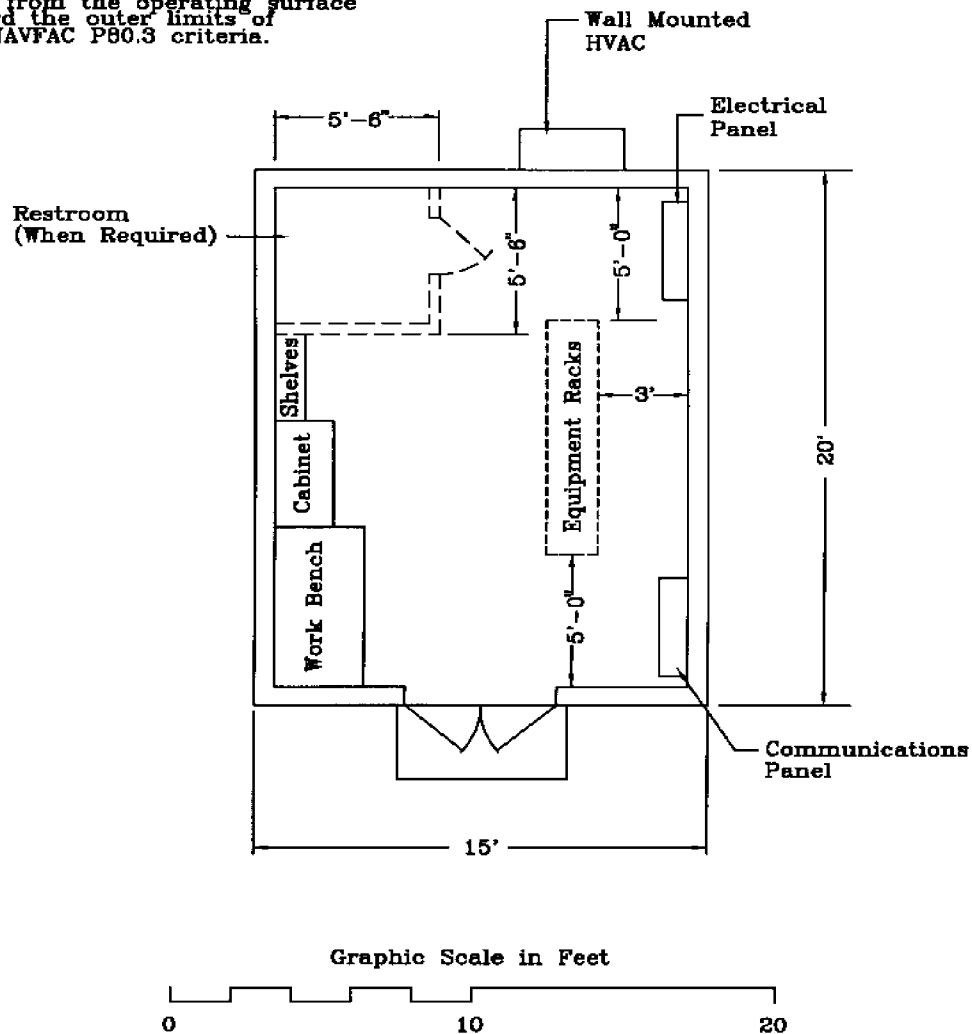 from the operating surface
the outer limits of
NAVFAC P80.3 criteria.
Wall Mounted
HVAC
5'-6"
Electrical
Panel
Restroom
(When Required)
5'-6"
5'-0"
Shelves
Equipment Racks
3'
Cabinet
20'
Work Bench
5'-0"
Communications
Panel
15'
Graphic Scale in Feet
0 10 20